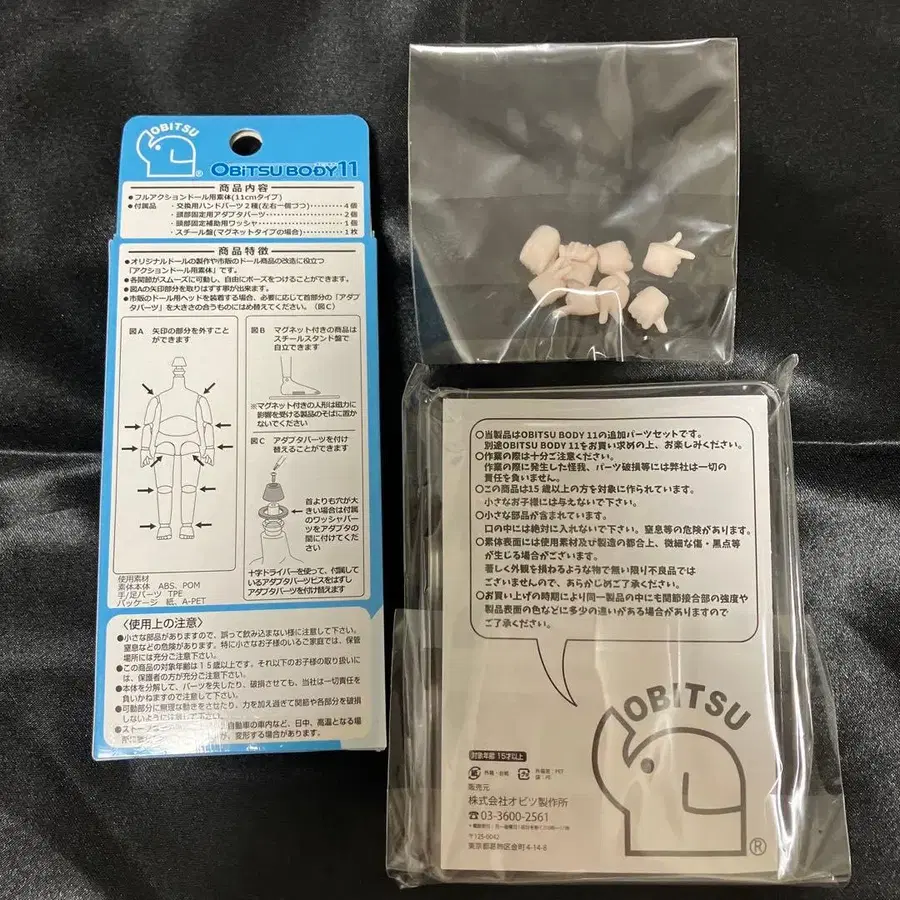 OBITSU
®
OBiTSU BODY 11
商品内容
●フルアクションドール用素体(11cmタイプ)
●付属品 ・交換用ハンドパーツ2種(左右一個づつ)・・・・・・4個
・頭部固定用アダプタパーツ・・・・・・2個
・頭部固定補助用ワッシャ・・・・・・1個
・スチール盤(マグネットタイプの場合)・・・・・・1枚
商品特徴
●オリジナルドールの製作や市販のドール商品の改造に役立つ
「アクションドール用素体」です。
●各関節がスムーズに可動し、自由にポーズをつけることができます。
●図Aの矢印部分を取りはずす事が出来ます。
●市販のドール用ヘッドを装着する場合、必要に応じて首部分の「アダプ
タパーツ」を大きさの合うものにはめ替えてください。(図C)
図A 矢印の部分を外すこと
ができます
図B マグネット付きの商品は
スチールスタンド盤で
自立できます
※マグネット付きの人形は磁力に
影響を受ける製品のそばに置か
ないでください
図C アダプタパーツを付け
替えることができます
首よりも穴が大
きい場合は付属
のワッシャパー
ツをアダプタの
間に付けてくだ
さい
十字ドライバーを使って、付属して
いるアダプタパーツビスをはずし
アダプタパーツを付け替えます
使用素材
素体本体 ABS、POM
手/足パーツ TPE
パッケージ 紙、A-PET
〈使用上の注意〉
●小さな部品がありますので、誤って飲み込まない様に注意して下さい。
窒息などの危険があります。特に小さなお子様のいるご家庭では、保管
場所には充分ご注意下さい。
●この商品の対象年齢は15歳以上です。それ以下のお子様の取り扱いに
は、保護者の方が充分ご注意下さい。
●本体を分解して、パーツを失したり、破損させても、当社は一切責任を
負いかねますので注意して下さい。
●可動部分に無理な動きをさせたり、力を加え過ぎて関節や各部分を破損
しないように注意して下さい。
●ストーブ
自動車の車内など、日中、高温となる
変形する場合があります。
○当製品はOBITSU BODY 11の追加パーツセットです。
別途OBITSU BODY 11をお買い求めの上、お楽しみください。
○作業の際は十分ご注意ください。
作業の際に発生した怪我、パーツ破損等には弊社は一切の
責任を負いません。
○この商品は15歳以上の方を対象に作られています。
小さなお子様には与えないで下さい。
○小さな部品が含まれています。
口の中には絶対に入れないで下さい。窒息等の危険があります。
○素体表面には使用素材及び製造の都合上、微細な傷・黒点等
が生じる場合がございます。
著しく外観を損ねるような物で無い限り不良品では
ございませんので、あらかじめご了承ください。
○お買い上げの時期により同一製品の中にも関節接合部の強度や
製品表面の色などに多少の違いがある場合がありますので
ご了承ください。
OBITSU
®
対象年齢 15才以上
紙
外箱・台紙
外箱窓:PET
袋:PE
販売元
株式会社オビツ製作所
☎03-3600-2561
〒125-0042
東京都葛飾区金町4-14-8